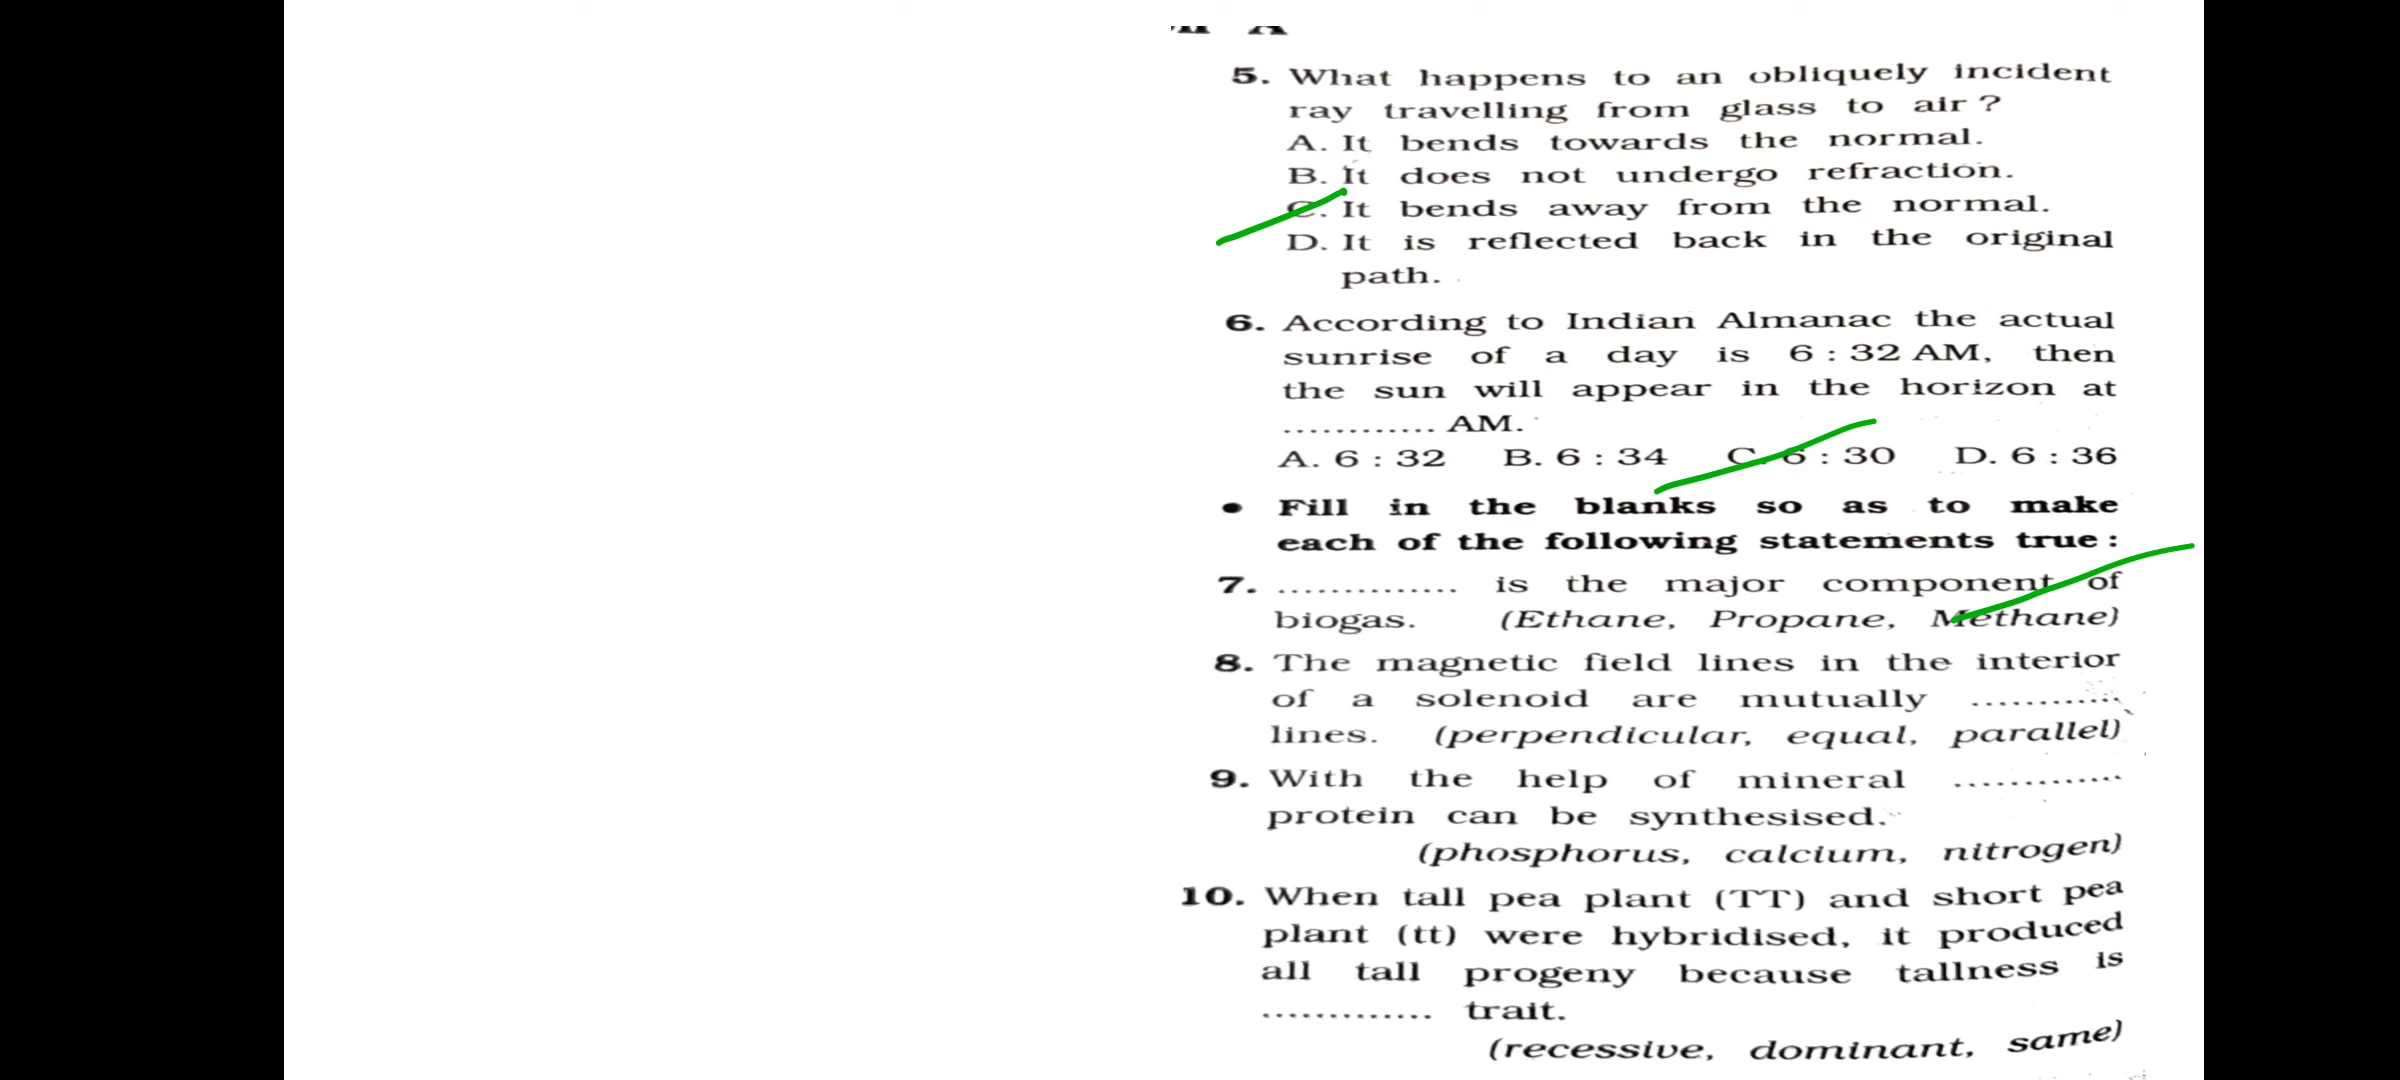 5. What happens to an obliquely incident
ray travelling from glass to air ?
A. It bends towards the normal.
B. It does not undergo refraction.
C. It bends away from the normal.
D. It is reflected back in the original
path.
6. According to Indian Almanac the actual
sunrise of a day is 6 : 32 AM, then
the sun will appear in the horizon at
............ AM.
A. 6 : 32 B. 6 : 34 C. 6 : 30 D. 6 : 36
• Fill in the blanks so as to make
each of the following statements true :
7. .............. is the major component of
biogas. (Ethane, Propane, Methane)
8. The magnetic field lines in the interior
of a solenoid are mutually ............
lines. (perpendicular, equal, parallel)
9. With the help of mineral .............
protein can be synthesised.
(phosphorus, calcium, nitrogen)
10. When tall pea plant (TT) and short pea
plant (tt) were hybridised, it produced
all tall progeny because tallness is
............. trait.
(recessive, dominant, same)